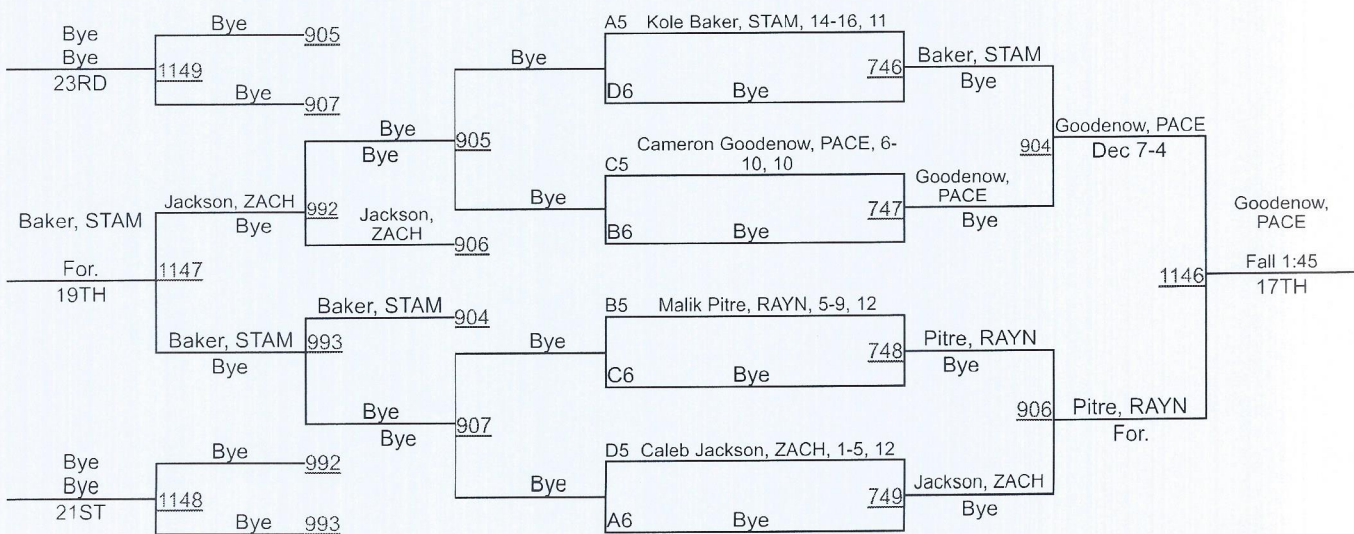 Bye
Bye
23RD
Bye
905
1149
Bye
907
Bye
905
Bye
Bye
Bye
Jackson, ZACH
Bye
992
Jackson,
ZACH
906
Baker, STAM
For.
19TH
1147
Baker, STAM
Bye
993
Baker, STAM
904
Bye
Bye
907
Bye
Bye
Bye
Bye
21ST
Bye
992
1148
Bye
993
A5 Kole Baker, STAM, 14-16, 11
746
D6 Bye
Baker, STAM
Bye
C5 Cameron Goodenow, PACE, 6-
10, 10
747
B6 Bye
Goodenow,
PACE
Bye
904
Goodenow, PACE
Dec 7-4
B5 Malik Pitre, RAYN, 5-9, 12
748
C6 Bye
Pitre, RAYN
Bye
D5 Caleb Jackson, ZACH, 1-5, 12
749
A6 Bye
Jackson, ZACH
Bye
906
Pitre, RAYN
For.
1146
Goodenow,
PACE
Fall 1:45
17TH